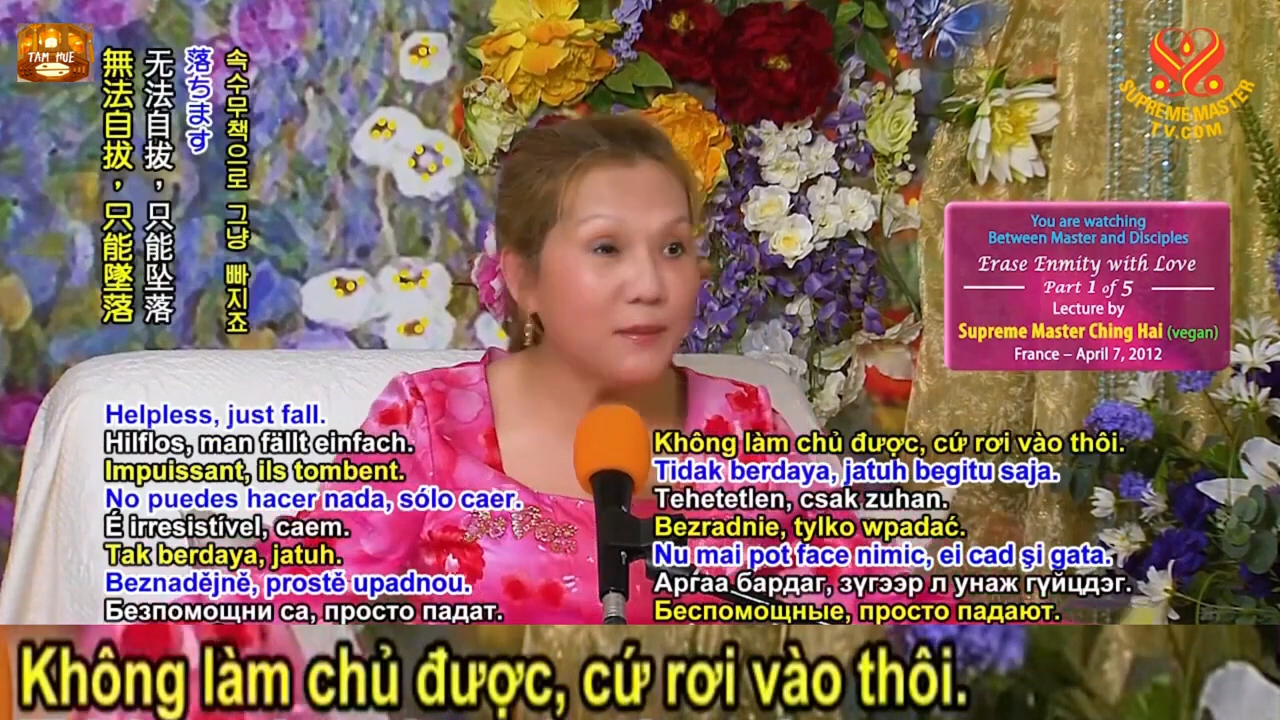 TAM HUE
속수무책으로 그냥 빠지죠
落ちます
无法自拔，只能坠落
無法自拔，只能墜落
SUPREME MASTER
TV.COM
You are watching
Between Master and Disciples
Erase Enmity with Love
Part 1 of 5
Lecture by
Supreme Master Ching Hai (vegan)
France – April 7, 2012
Helpless, just fall.
Hilflos, man fällt einfach.
Impuissant, ils tombent.
No puedes hacer nada, sólo caer.
É irresistível, caem.
Tak berdaya, jatuh.
Beznadějně, prostě upadnou.
Безпомощни са, просто падат.
Không làm chủ được, cứ rơi vào thôi.
Tidak berdaya, jatuh begitu saja.
Tehetetlen, csak zuhan.
Bezradnie, tylko wpadać.
Nu mai pot face nimic, ei cad şi gata.
Аргаа бардаг, зүгээр л унаж гүйцдэг.
Беспомощные, просто падают.
Không làm chủ được, cứ rơi vào thôi.